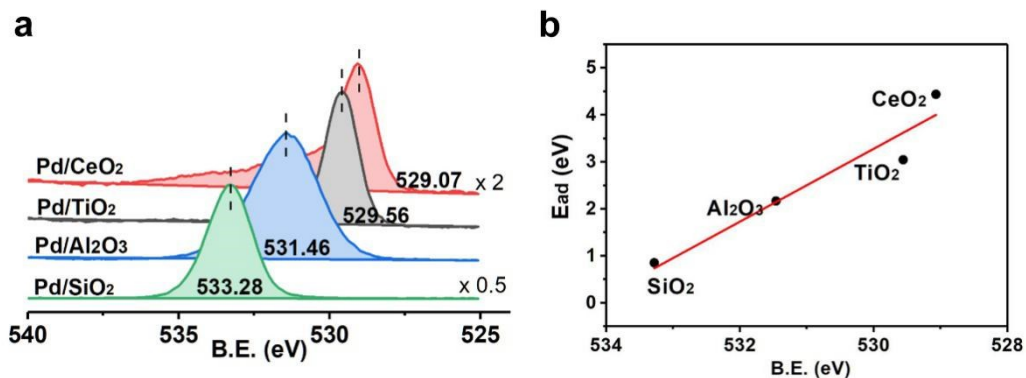 a
Pd/CeO₂
529.07 x 2
Pd/TiO₂
529.56
Pd/Al₂O₃
531.46
Pd/SiO₂
533.28
x 0.5
540 535 530 525
B.E. (eV)
b
5
4
3
2
1
0
Ead (eV)
CeO₂
TiO₂
Al₂O₃
SiO₂
534 532 530 528
B.E. (eV)